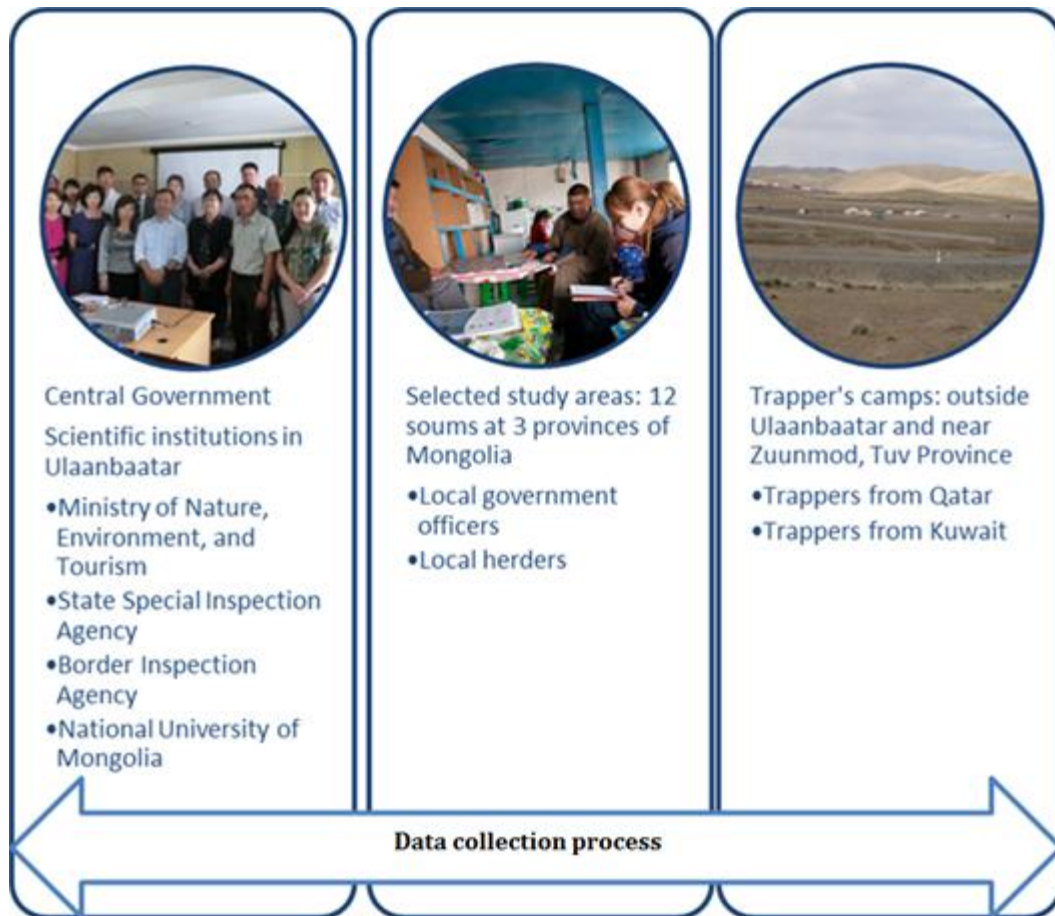 Central Government
Scientific institutions in
Ulaanbaatar
•Ministry of Nature,
Environment, and
Tourism
•State Special Inspection
Agency
•Border Inspection
Agency
•National University of
Mongolia
Selected study areas: 12
soums at 3 provinces of
Mongolia
•Local government
officers
•Local herders
Trapper's camps: outside
Ulaanbaatar and near
Zuunmod, Tuv Province
•Trappers from Qatar
•Trappers from Kuwait
Data collection process